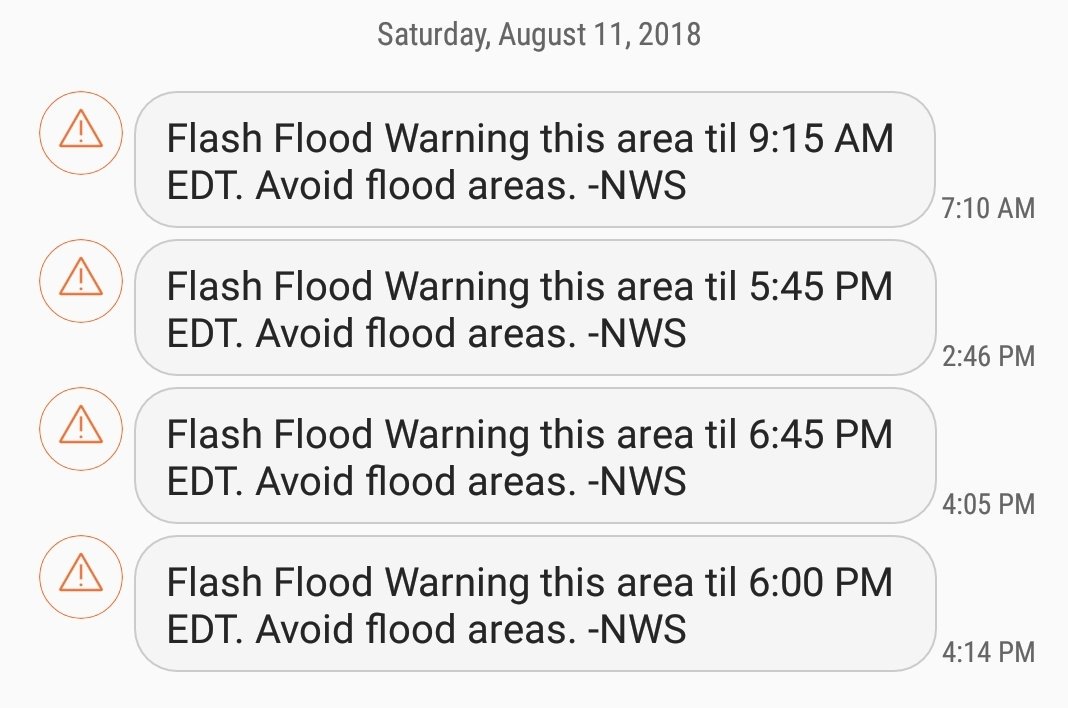 Saturday, August 11, 2018
Flash Flood Warning this area til 9:15 AM
EDT. Avoid flood areas. -NWS
7:10 AM
Flash Flood Warning this area til 5:45 PM
EDT. Avoid flood areas. -NWS
2:46 PM
Flash Flood Warning this area til 6:45 PM
EDT. Avoid flood areas. -NWS
4:05 PM
Flash Flood Warning this area til 6:00 PM
EDT. Avoid flood areas. -NWS
4:14 PM